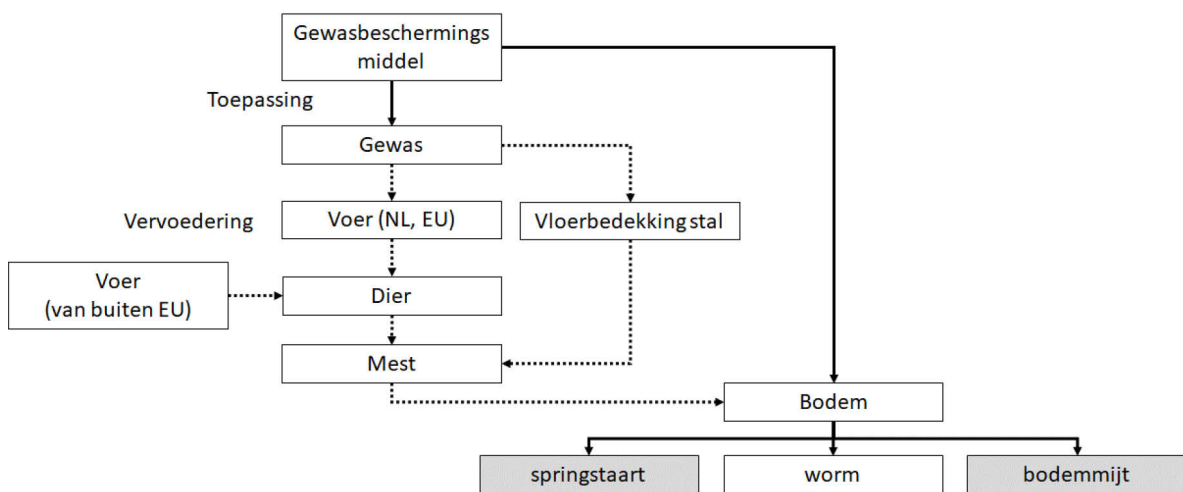 Gewasbeschermings
middel
Toepassing
Gewas
Vervoedering
Voer (NL, EU)
Vloerbedekking stal
Voer
(van buiten EU)
Dier
Mest
Bodem
springstaart
worm
bodemmijt